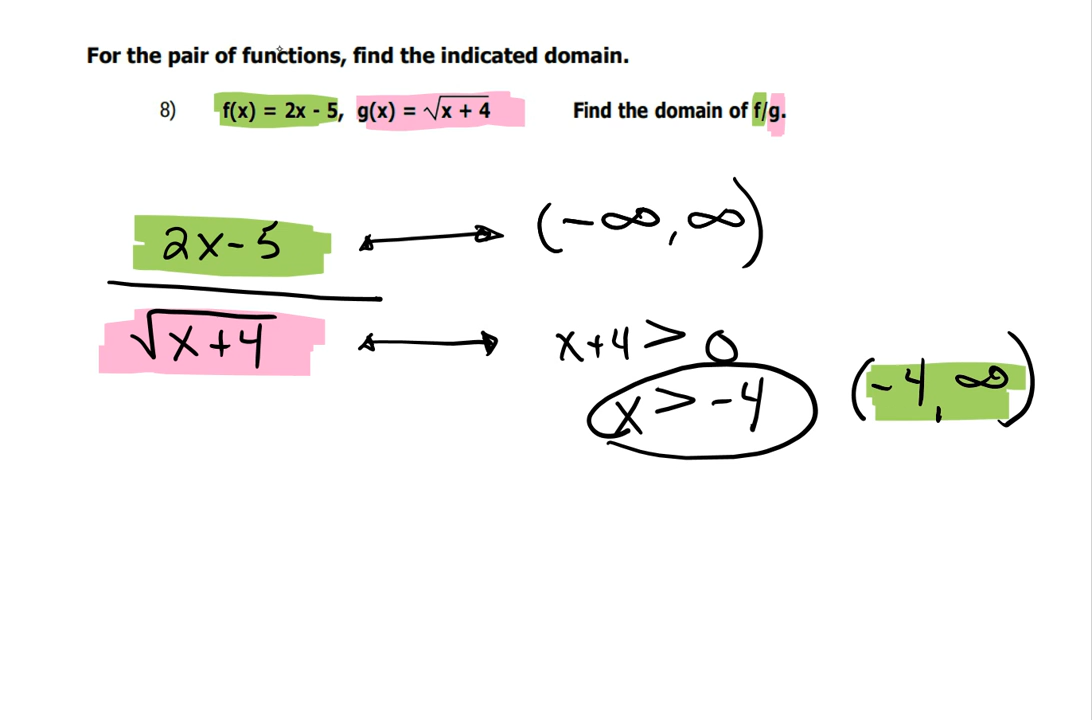 For the pair of functions, find the indicated domain.
8) f(x) = 2x - 5, g(x) = √x + 4 Find the domain of f/g.
2x-5 (-∞, ∞)
√x+4 x+4 > 0
x > -4 (-4, ∞)